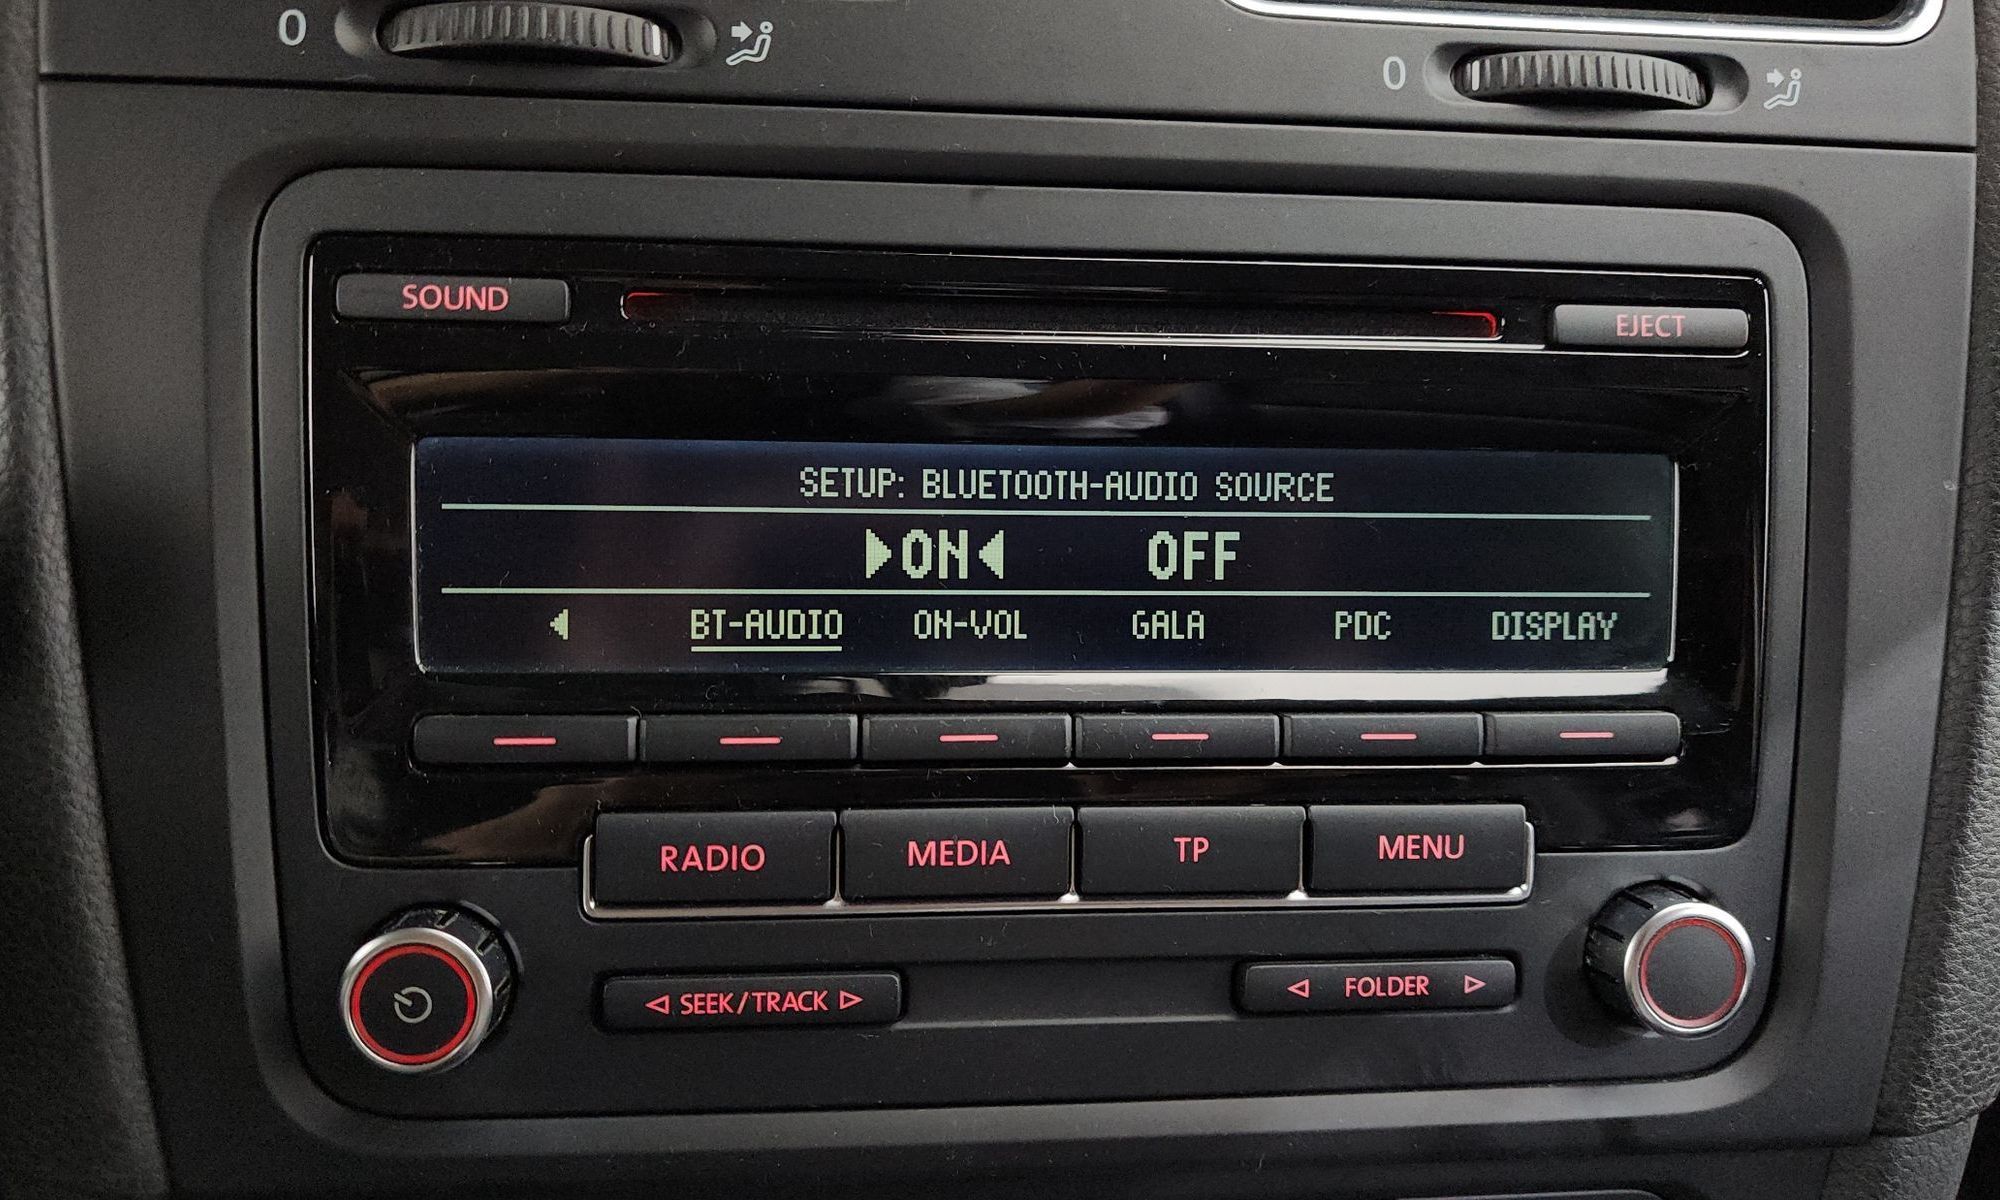 0
0
SOUND
EJECT
SETUP: BLUETOOTH-AUDIO SOURCE
ON OFF
BT-AUDIO ON-VOL GALA PDC DISPLAY
RADIO MEDIA TP MENU
SEEK/TRACK
FOLDER